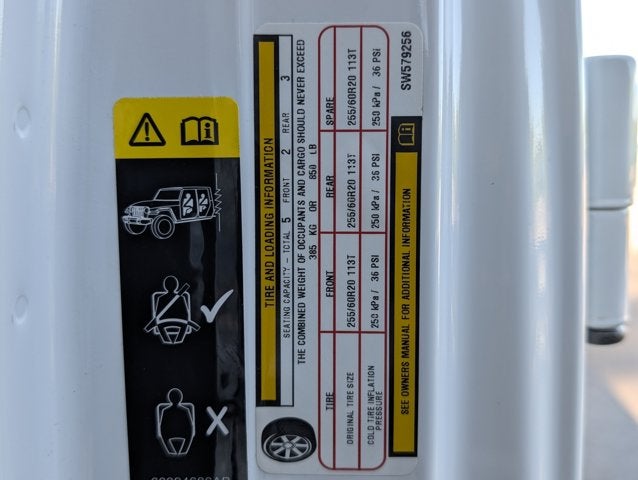 TIRE AND LOADING INFORMATION
SEATING CAPACITY - TOTAL 5 FRONT 2 REAR 3
THE COMBINED WEIGHT OF OCCUPANTS AND CARGO SHOULD NEVER EXCEED
385 KG OR 850 LB
TIRE FRONT REAR SPARE
ORIGINAL TIRE SIZE 255/60R20 113T 255/60R20 113T 255/60R20 113T
COLD TIRE INFLATION PRESSURE 250 kPa / 36 PSI 250 kPa / 36 PSI 250 kPa / 36 PSI
SEE OWNERS MANUAL FOR ADDITIONAL INFORMATION
SW579256